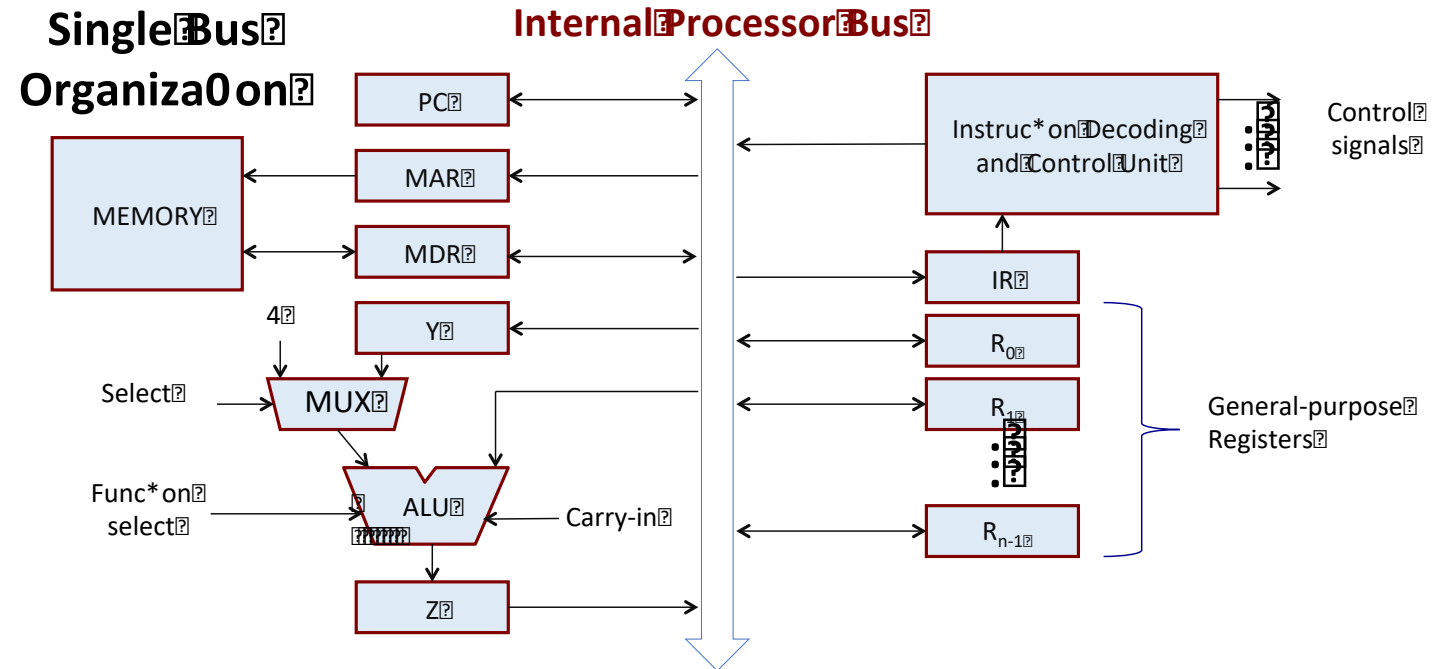 Single Bus
Organiza0on
Internal Processor Bus
PC
MAR
MEMORY
MDR
4
Y
Select
MUX
Func*on
select
ALU
Carry-in
Z
Instruc*on Decoding
and Control Unit
Control
signals
IR
R0
R1
General-purpose
Registers
Rn-1